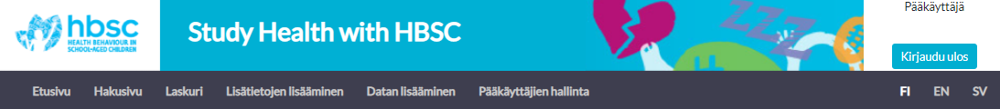 hbsc
HEALTH BEHAVIOUR IN
SCHOOL-AGED CHILDREN
Study Health with HBSC
ZZZ
Pääkäyttäjä
Kirjaudu ulos
Etusivu Hakusivu Laskuri Lisätietojen lisääminen Datan lisääminen Pääkäyttäjien hallinta FI EN SV